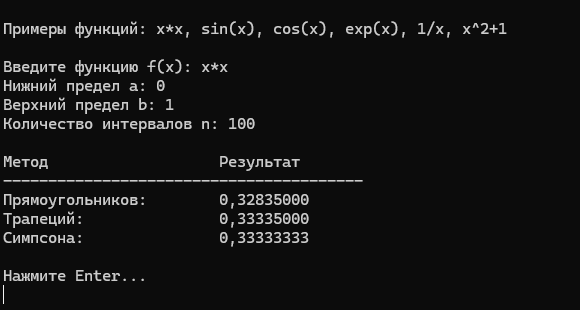 Примеры функций: x*x, sin(x), cos(x), exp(x), 1/x, x^2+1
Введите функцию f(x): x*x
Нижний предел a: 0
Верхний предел b: 1
Количество интервалов n: 100
Метод Результат
----------------------------------------
Прямоугольников: 0,32835000
Трапеций: 0,33335000
Симпсона: 0,33333333
Нажмите Enter...